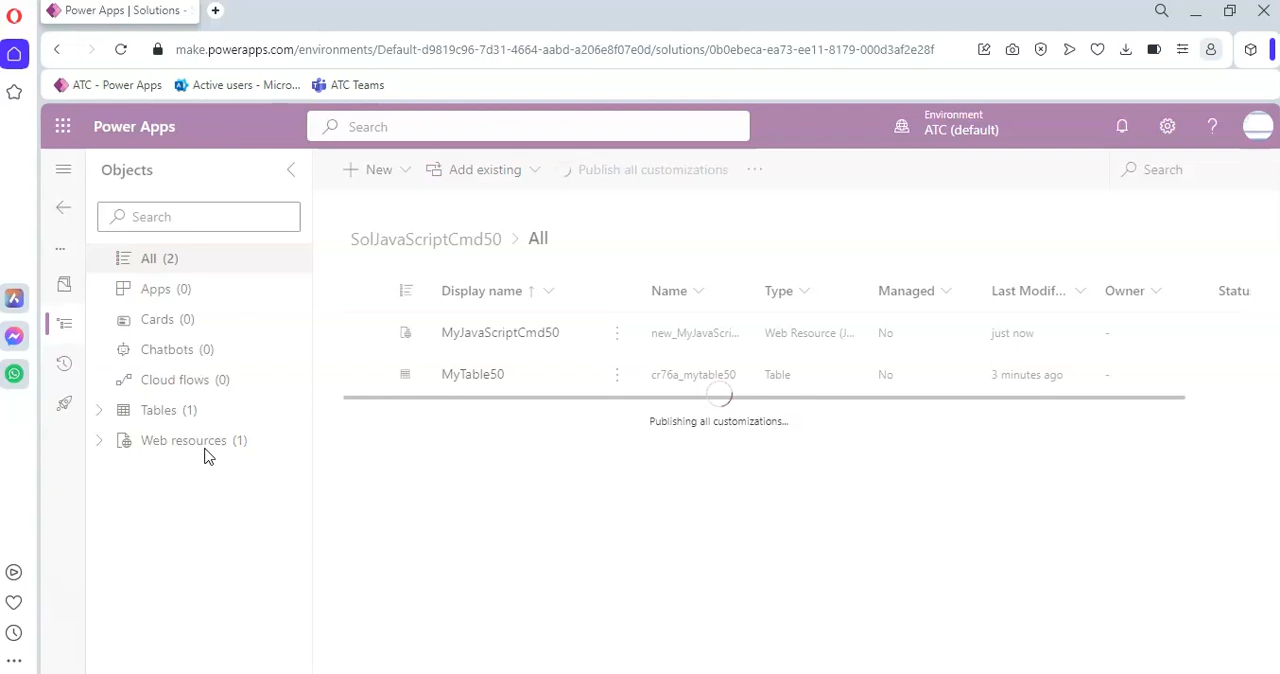 Power Apps | Solutions -
make.powerapps.com/environments/Default-d9819c96-7d31-4664-aabd-a206e8f07e0d/solutions/0b0ebeca-ea73-ee11-8179-000d3af2e28f
ATC - Power Apps Active users - Micro... ATC Teams
Power Apps
Search
Environment
ATC (default)
Objects
New Add existing Publish all customizations ...
Search
Search
SolJavaScriptCmd50 > All
All (2)
Apps (0)
Cards (0)
Chatbots (0)
Cloud flows (0)
Tables (1)
Web resources (1)
Display name ↑ Name Type Managed Last Modif... Owner Statu
MyJavaScriptCmd50 new_MyJavaScri... Web Resource (J... No just now -
MyTable50 cr76a_mytable50 Table No 3 minutes ago -
Publishing all customizations...